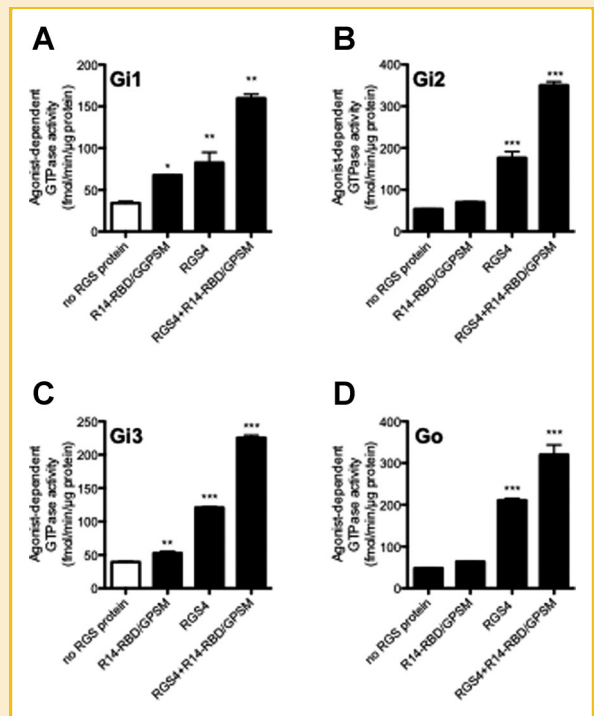 A
Gi1
Agonist-dependent
GTPase activity
(fmol/min/µg protein)
200
150
100
50
0
*
**
**
no RGS protein
R14-RBD/GGPSM
RGS4
RGS4+R14-RBD/GPSM
B
Gi2
Agonist-dependent
GTPase activity
(fmol/min/µg protein)
400
300
200
100
0
***
***
no RGS protein
R14-RBD/GGPSM
RGS4
RGS4+R14-RBD/GPSM
C
Gi3
Agonist-dependent
GTPase activity
(fmol/min/µg protein)
250
200
150
100
50
0
**
***
***
no RGS protein
R14-RBD/GPSM
RGS4
RGS4+R14-RBD/GPSM
D
Go
Agonist-dependent
GTPase activity
(fmol/min/µg protein)
400
300
200
100
0
***
***
no RGS protein
R14-RBD/GPSM
RGS4
RGS4+R14-RBD/GPSM